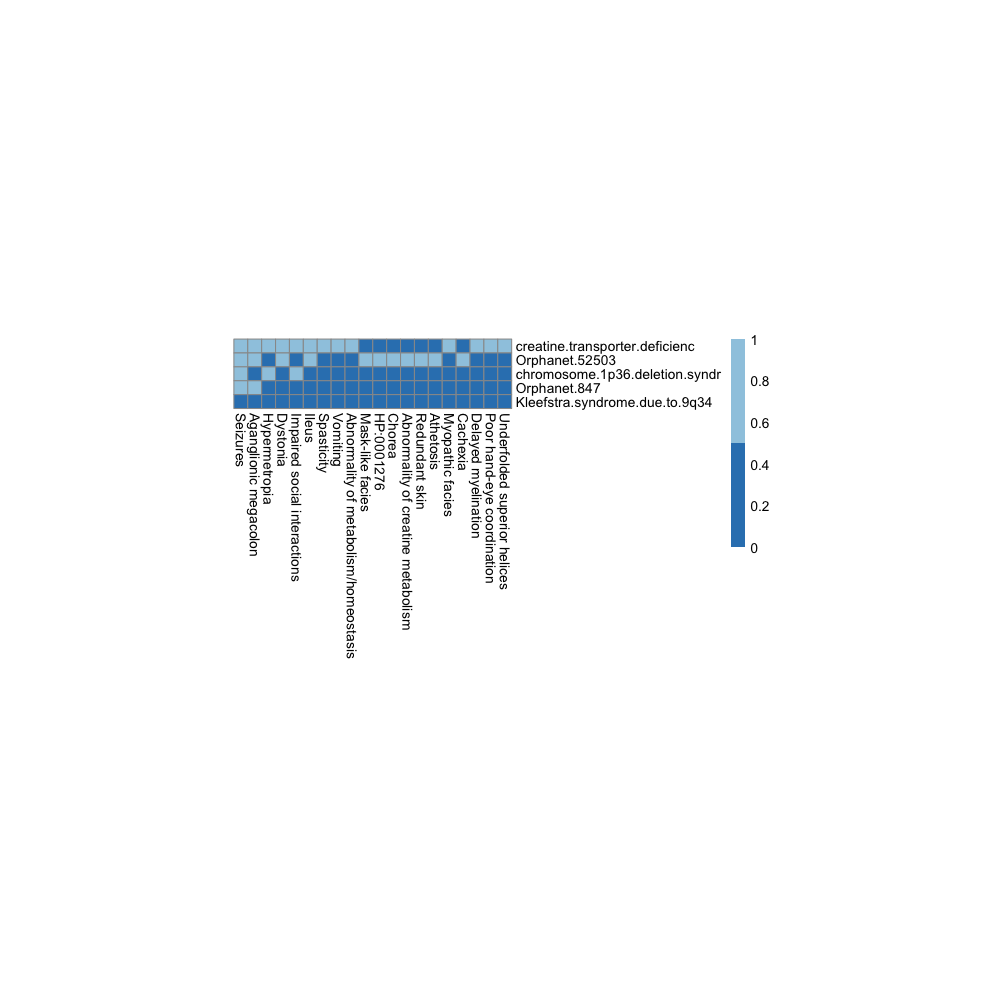 creatine.transporter.deficienc
Orphanet.52503
chromosome.1p36.deletion.syndr
Orphanet.847
Kleefstra.syndrome.due.to.9q34
1
0.8
0.6
0.4
0.2
0
Seizures
Aganglionic megacolon
Hypermetropia
Dystonia
Impaired social interactions
Ileus
Spasticity
Vomiting
Abnormality of metabolism/homeostasis
Mask-like facies
HP:0001276
Chorea
Abnormality of creatine metabolism
Redundant skin
Athetosis
Myopathic facies
Cachexia
Delayed myelination
Poor hand-eye coordination
Underfolded superior helices